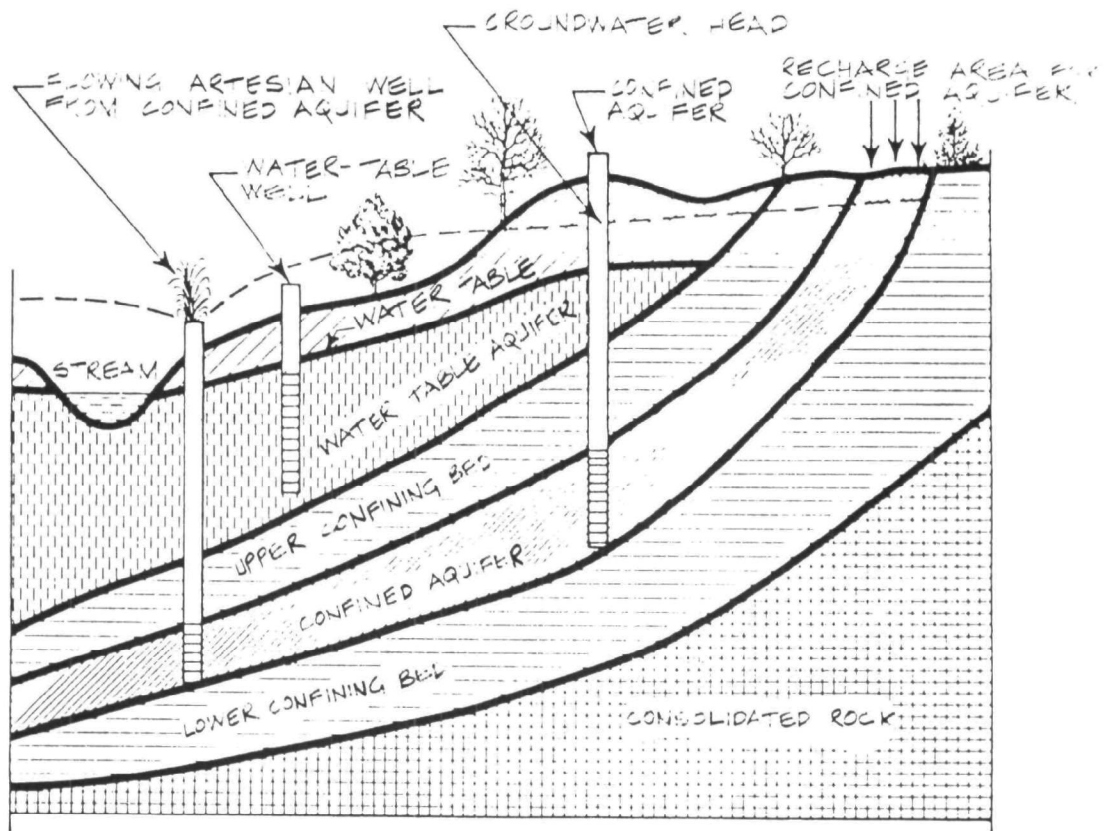 GROUNDWATER HEAD
FLOWING ARTESIAN WELL
FROM CONFINED AQUIFER
CONFINED
AQUIFER
RECHARGE AREA FOR
CONFINED
AQUIFER
WATER-TABLE
WELL
WATER TABLE
STREAM
WATER TABLE AQUIFER
UPPER CONFINING BED
CONFINED AQUIFER
LOWER CONFINING BED
CONSOLIDATED ROCK